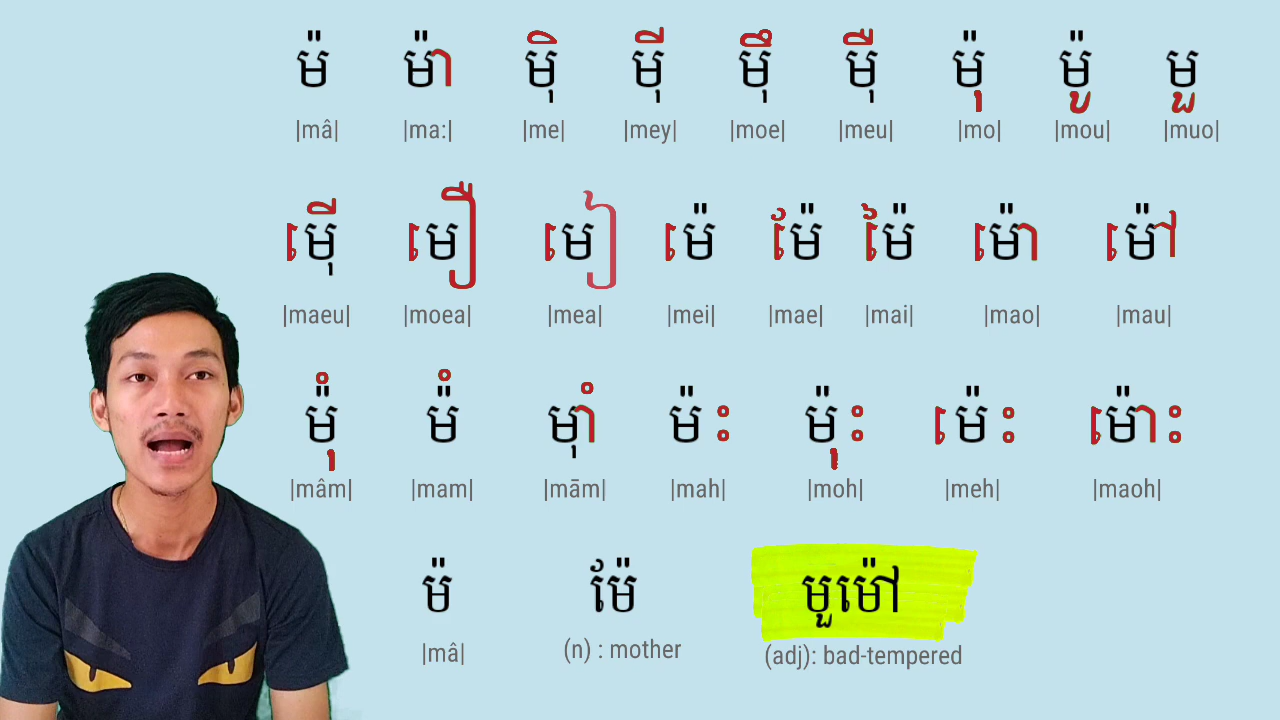 ម៉ ម៉ា ម៉ិ ម៉ី ម៉ឹ ម៉ឺ ម៉ុ ម៉ូ មួ
|mâ| |ma:| |me| |mey| |moe| |meu| |mo| |mou| |muo|
ម៉ើ មឿ មៀ ម៉េ ម៉ែ ម៉ៃ ម៉ោ ម៉ៅ
|maeu| |moea| |mea| |mei| |mae| |mai| |mao| |mau|
ម៉ុំ ម៉ំ ម៉ាំ ម៉ះ ម៉ុះ ម៉េះ ម៉ោះ
|mâm| |mam| |mām| |mah| |moh| |meh| |maoh|
ម៉ ម៉ែ មួម៉ៅ
|mâ| (n) : mother (adj): bad-tempered